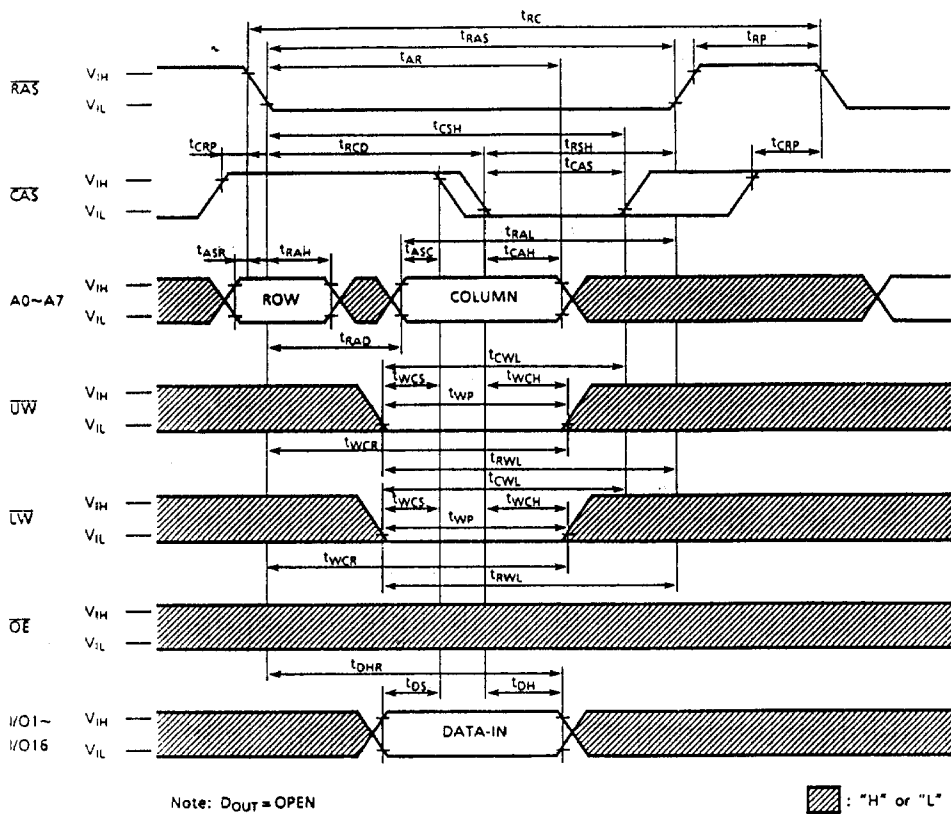 tRC
tRAS tRP
tAR
RAS VIH
VIL
tCSH
tCRP tRCD tRSH tCRP
tCAS
CAS VIH
VIL
tRAL
tASR tRAH tASC tCAH
A0~A7 VIH
ROW COLUMN
VIL
tRAD
tCWL
tWCS tWCH
UW VIH
tWP
VIL
tWCR
tRWL
tCWL
LW VIH
tWCS tWCH
tWP
VIL
tWCR
tRWL
OE VIH
VIL
tDHR
tDS tDH
I/O1~ VIH
DATA-IN
I/O16 VIL
Note: DOUT = OPEN
: "H" or "L"